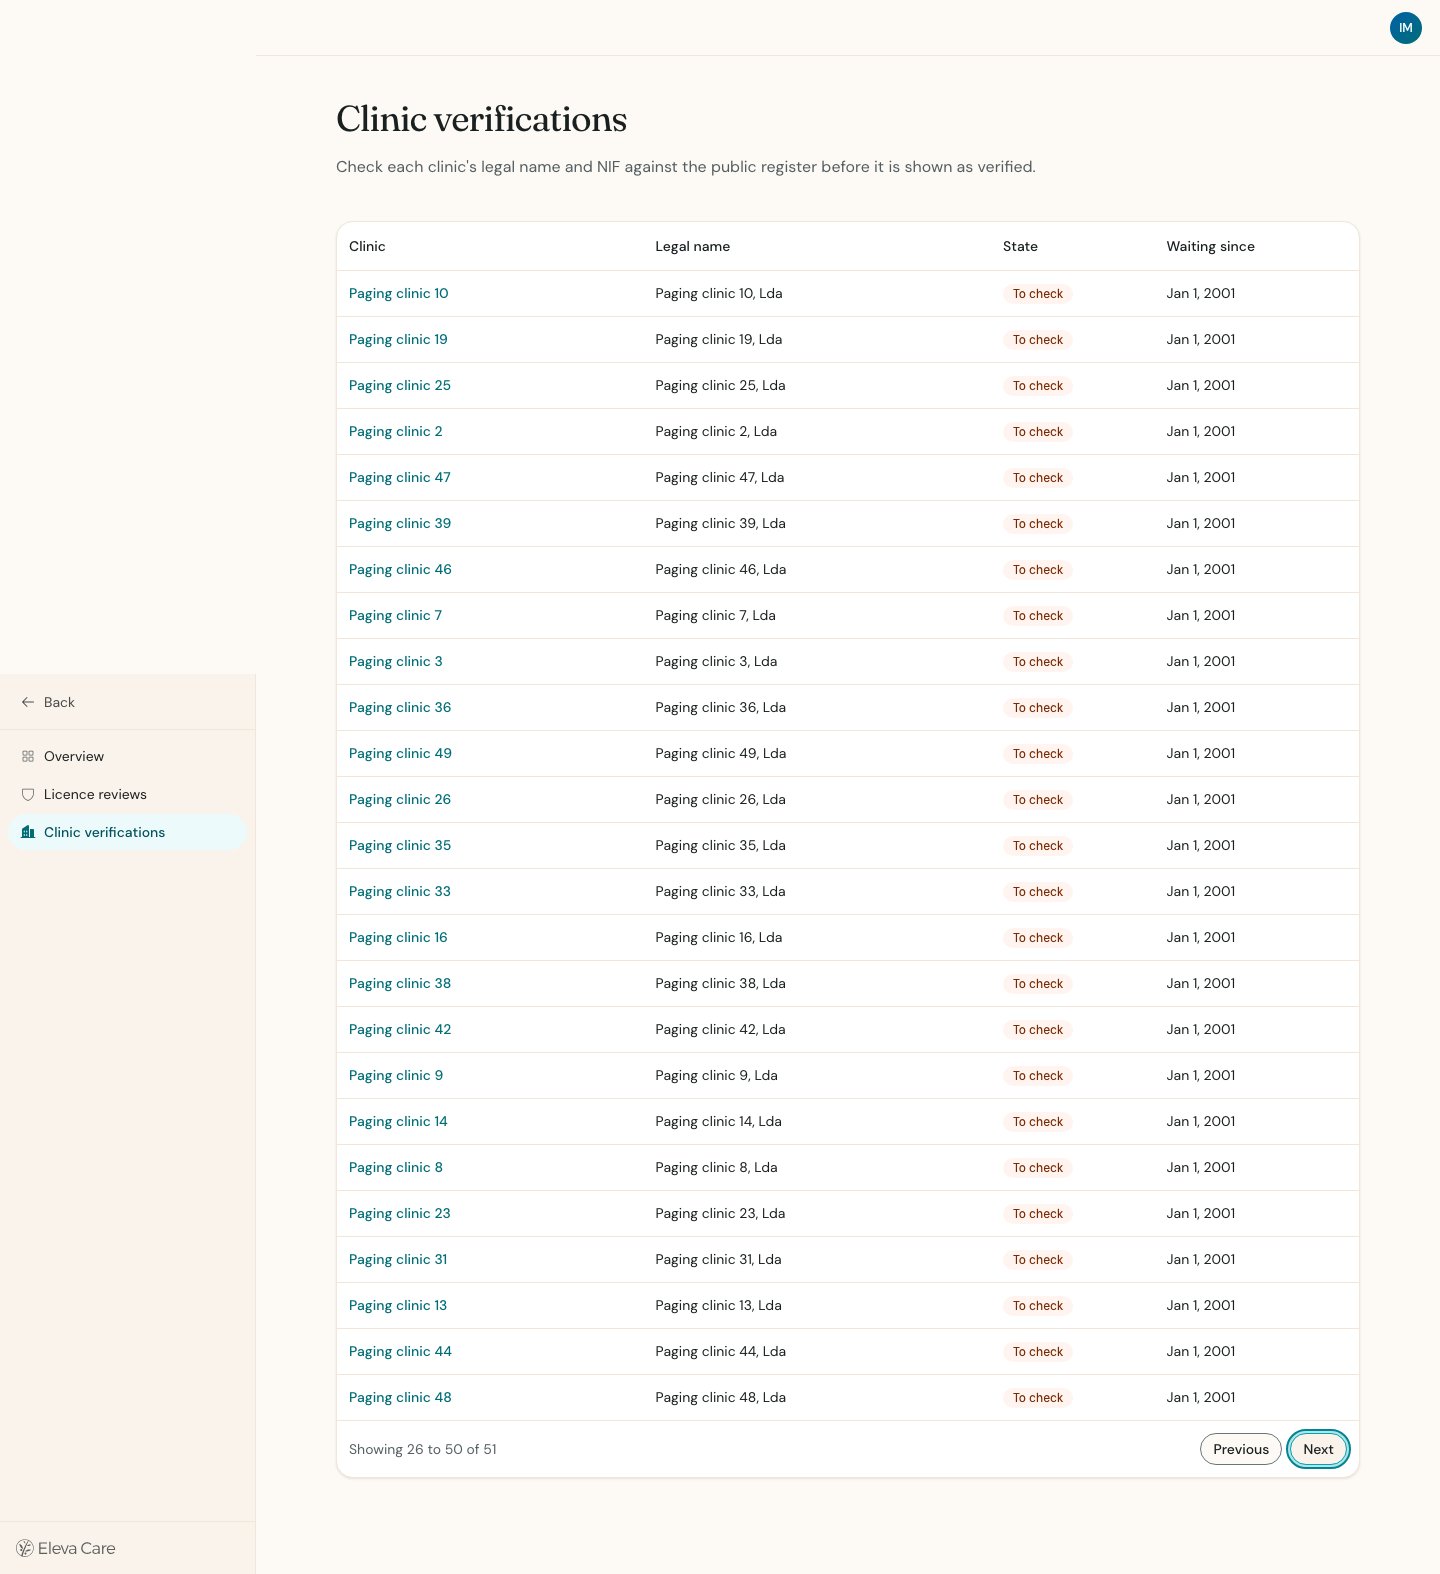 IM
Clinic verifications
Check each clinic's legal name and NIF against the public register before it is shown as verified.
Clinic Legal name State Waiting since
Paging clinic 10 Paging clinic 10, Lda To check Jan 1, 2001
Paging clinic 19 Paging clinic 19, Lda To check Jan 1, 2001
Paging clinic 25 Paging clinic 25, Lda To check Jan 1, 2001
Paging clinic 2 Paging clinic 2, Lda To check Jan 1, 2001
Paging clinic 47 Paging clinic 47, Lda To check Jan 1, 2001
Paging clinic 39 Paging clinic 39, Lda To check Jan 1, 2001
Paging clinic 46 Paging clinic 46, Lda To check Jan 1, 2001
Paging clinic 7 Paging clinic 7, Lda To check Jan 1, 2001
Paging clinic 3 Paging clinic 3, Lda To check Jan 1, 2001
Paging clinic 36 Paging clinic 36, Lda To check Jan 1, 2001
Paging clinic 49 Paging clinic 49, Lda To check Jan 1, 2001
Paging clinic 26 Paging clinic 26, Lda To check Jan 1, 2001
Paging clinic 35 Paging clinic 35, Lda To check Jan 1, 2001
Paging clinic 33 Paging clinic 33, Lda To check Jan 1, 2001
Paging clinic 16 Paging clinic 16, Lda To check Jan 1, 2001
Paging clinic 38 Paging clinic 38, Lda To check Jan 1, 2001
Paging clinic 42 Paging clinic 42, Lda To check Jan 1, 2001
Paging clinic 9 Paging clinic 9, Lda To check Jan 1, 2001
Paging clinic 14 Paging clinic 14, Lda To check Jan 1, 2001
Paging clinic 8 Paging clinic 8, Lda To check Jan 1, 2001
Paging clinic 23 Paging clinic 23, Lda To check Jan 1, 2001
Paging clinic 31 Paging clinic 31, Lda To check Jan 1, 2001
Paging clinic 13 Paging clinic 13, Lda To check Jan 1, 2001
Paging clinic 44 Paging clinic 44, Lda To check Jan 1, 2001
Paging clinic 48 Paging clinic 48, Lda To check Jan 1, 2001
Showing 26 to 50 of 51 Previous Next
Back
Overview
Licence reviews
Clinic verifications
Eleva Care